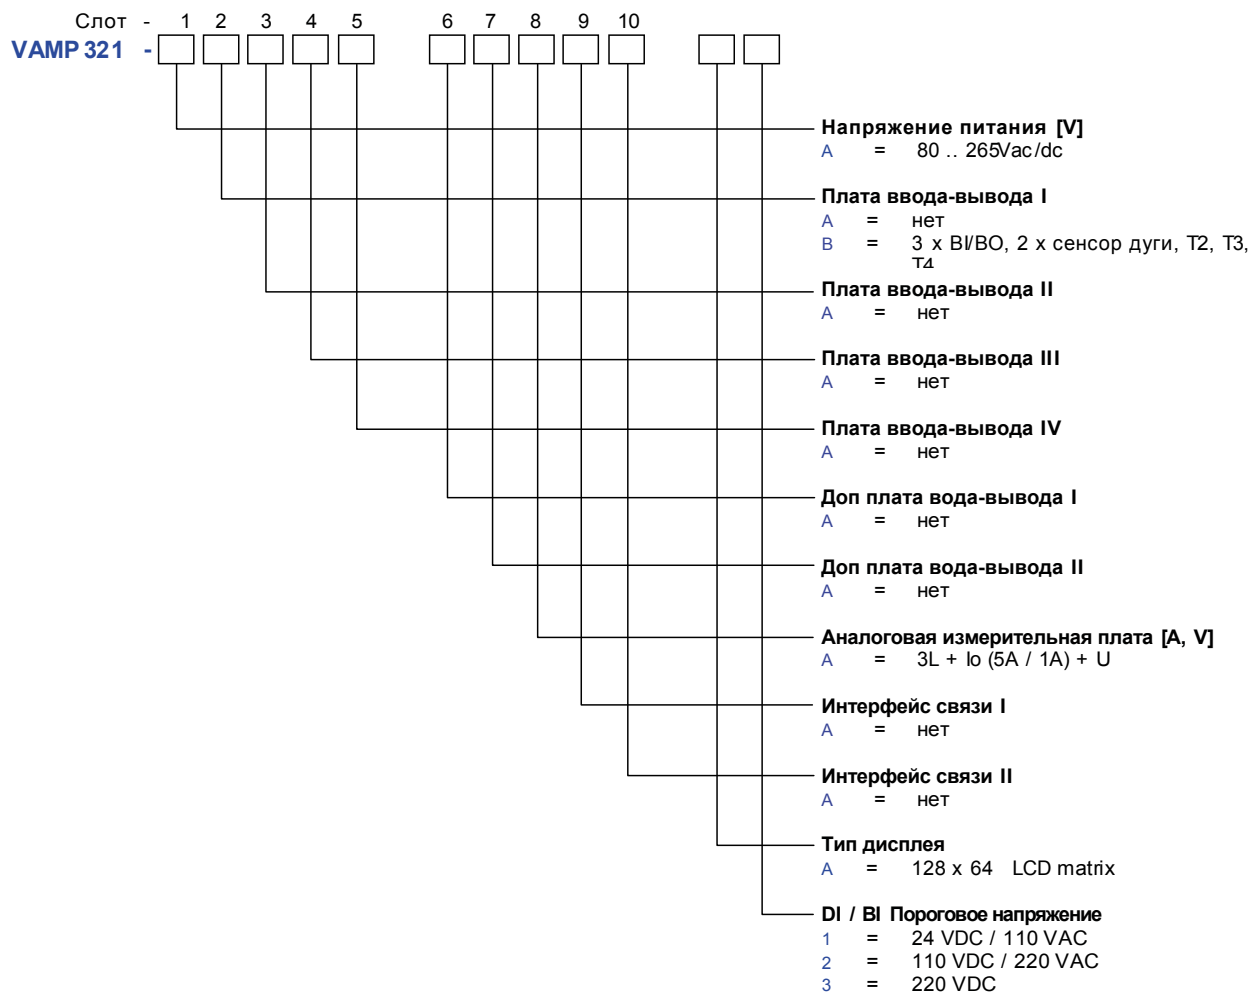 Слот - 1 2 3 4 5 6 7 8 9 10
VAMP 321 -
Напряжение питания [V]
A = 80 .. 265Vac/dc
Плата ввода-вывода I
A = нет
B = 3 x BI/BO, 2 x сенсор дуги, T2, T3,
T4
Плата ввода-вывода II
A = нет
Плата ввода-вывода III
A = нет
Плата ввода-вывода IV
A = нет
Доп плата вода-вывода I
A = нет
Доп плата вода-вывода II
A = нет
Аналоговая измерительная плата [A, V]
A = 3L + Io (5A / 1A) + U
Интерфейс связи I
A = нет
Интерфейс связи II
A = нет
Тип дисплея
A = 128 x 64 LCD matrix
DI / BI Пороговое напряжение
1 = 24 VDC / 110 VAC
2 = 110 VDC / 220 VAC
3 = 220 VDC